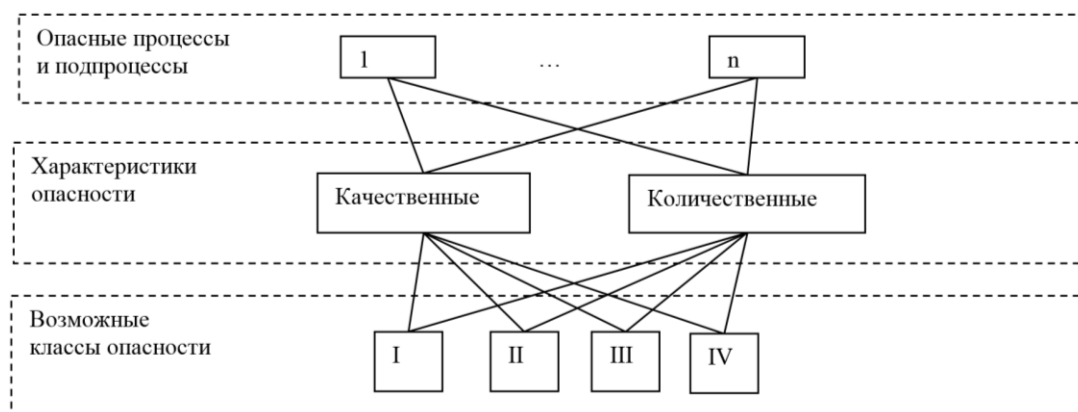 Опасные процессы
и подпроцессы
1 … n
Характеристики
опасности
Качественные Количественные
Возможные
классы опасности
I II III IV